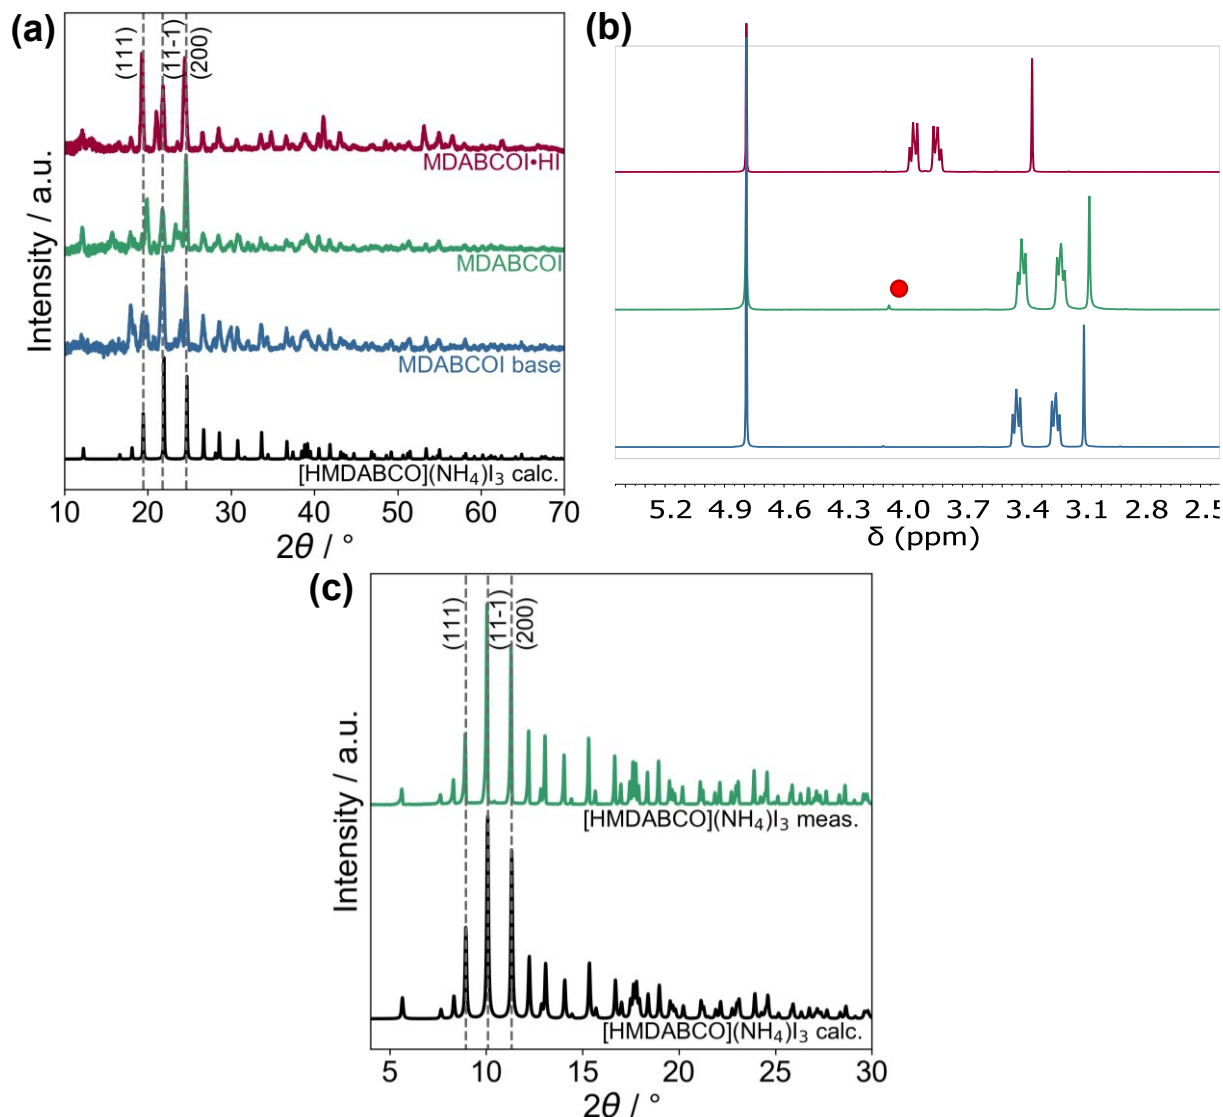 (a)
(111)
(11-1)
(200)
MDABCOI•HI
MDABCOI
MDABCOI base
[HMDABCO](NH₄)I₃ calc.
Intensity / a.u.
10 20 30 40 50 60 70
2θ / °
(b)
5.2 4.9 4.6 4.3 4.0 3.7 3.4 3.1 2.8 2.5
δ (ppm)
(c)
(111)
(11-1)
(200)
[HMDABCO](NH₄)I₃ meas.
[HMDABCO](NH₄)I₃ calc.
Intensity / a.u.
5 10 15 20 25 30
2θ / °